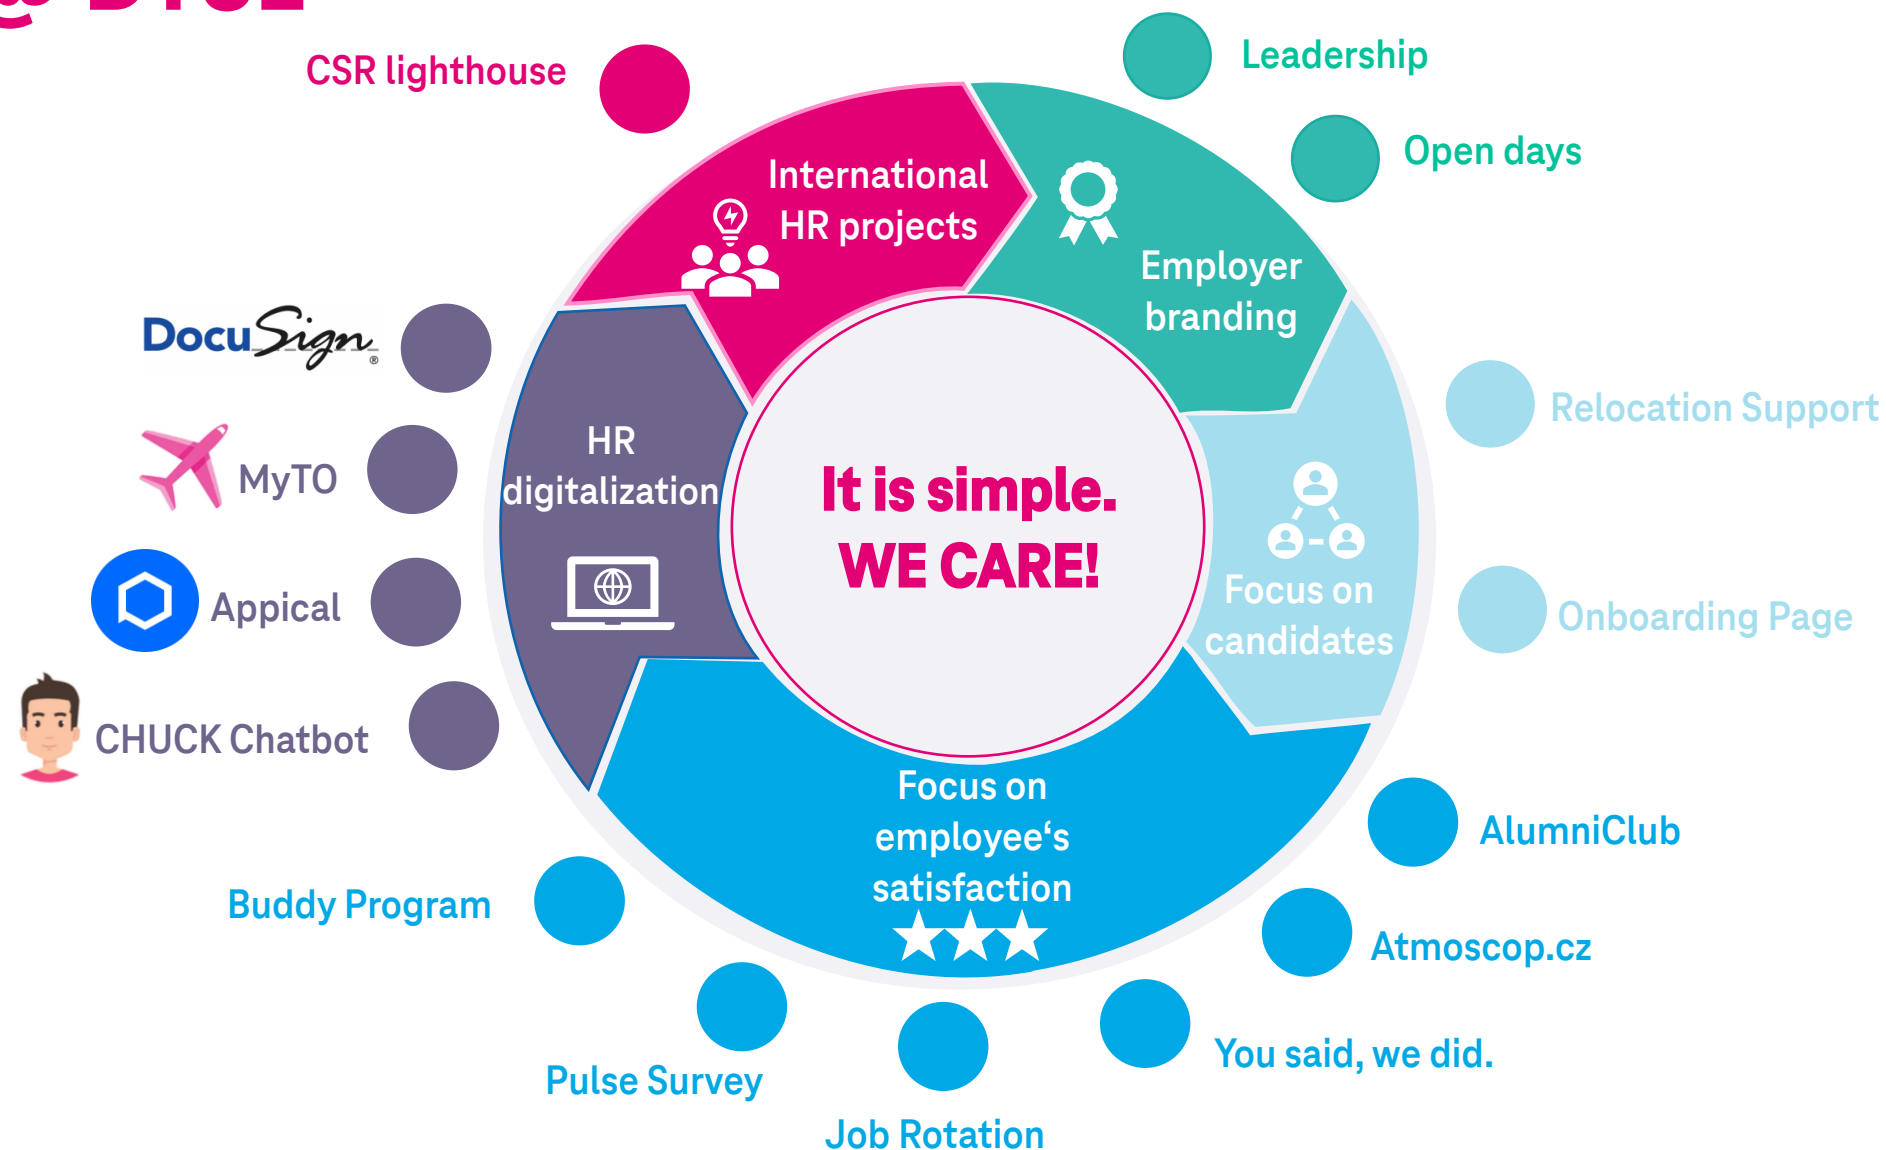 CSR lighthouse
Leadership
Open days
International
HR projects
Employer
branding
DocuSign®
Relocation Support
HR
digitalization
MyTO
It is simple.
WE CARE!
Focus on
candidates
Appical
Onboarding Page
CHUCK Chatbot
Focus on
employee‘s
satisfaction
AlumniClub
Buddy Program
Atmoscop.cz
You said, we did.
Pulse Survey
Job Rotation